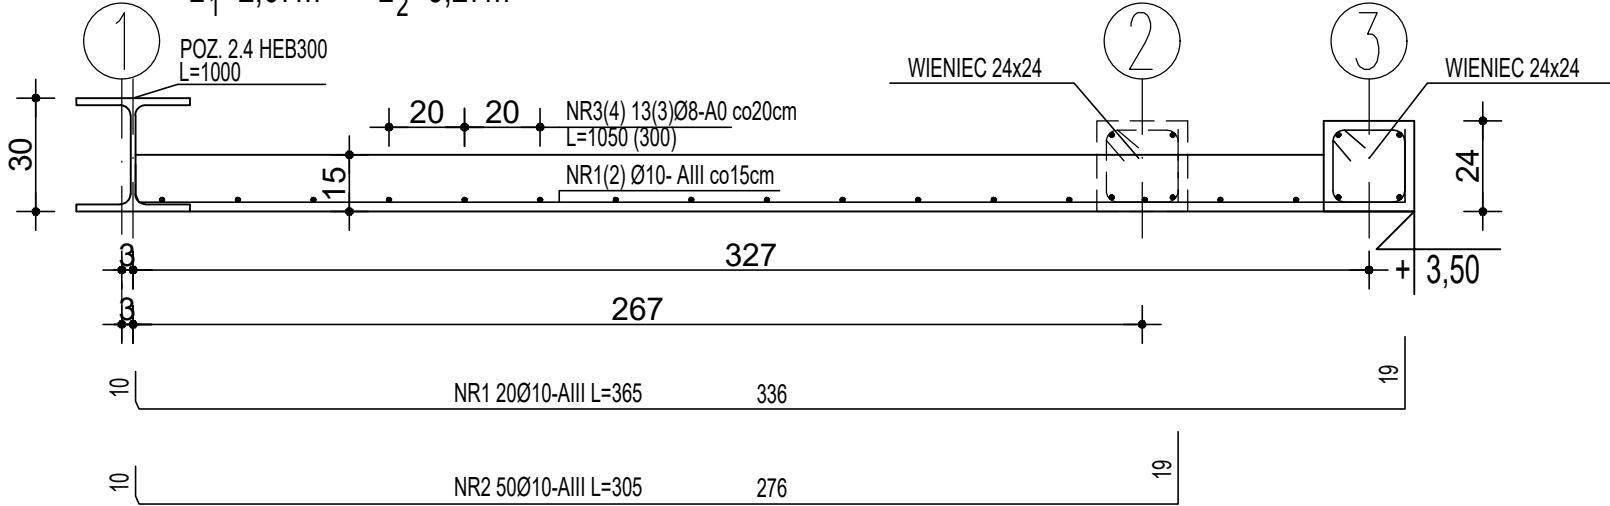 1
2
3
POZ. 2.4 HEB300
L=1000
WIENIEC 24x24
WIENIEC 24x24
20
20
NR3(4) 13(3)Ø8-A0 co20cm
L=1050 (300)
30
15
NR1(2) Ø10- AIII co15cm
24
3
327
+ 3,50
3
267
10
NR1 20Ø10-AIII L=365
336
19
10
NR2 50Ø10-AIII L=305
276
19